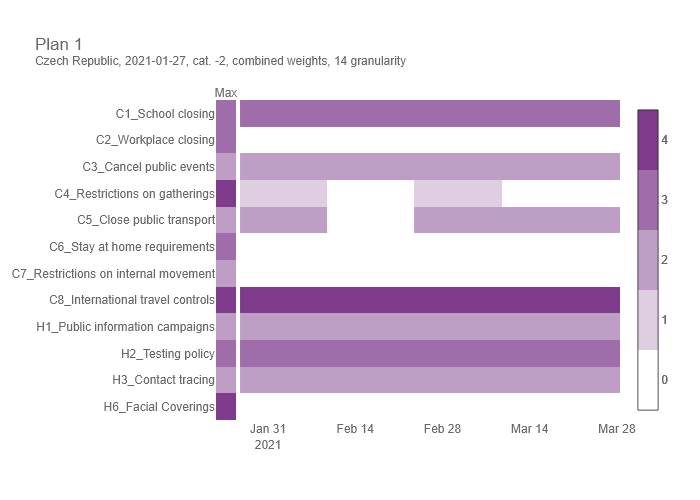 Plan 1
Czech Republic, 2021-01-27, cat. -2, combined weights, 14 granularity
Max
C1_School closing
C2_Workplace closing
C3_Cancel public events
C4_Restrictions on gatherings
C5_Close public transport
C6_Stay at home requirements
C7_Restrictions on internal movement
C8_International travel controls
H1_Public information campaigns
H2_Testing policy
H3_Contact tracing
H6_Facial Coverings
4
3
2
1
0
Jan 31 Feb 14 Feb 28 Mar 14 Mar 28
2021